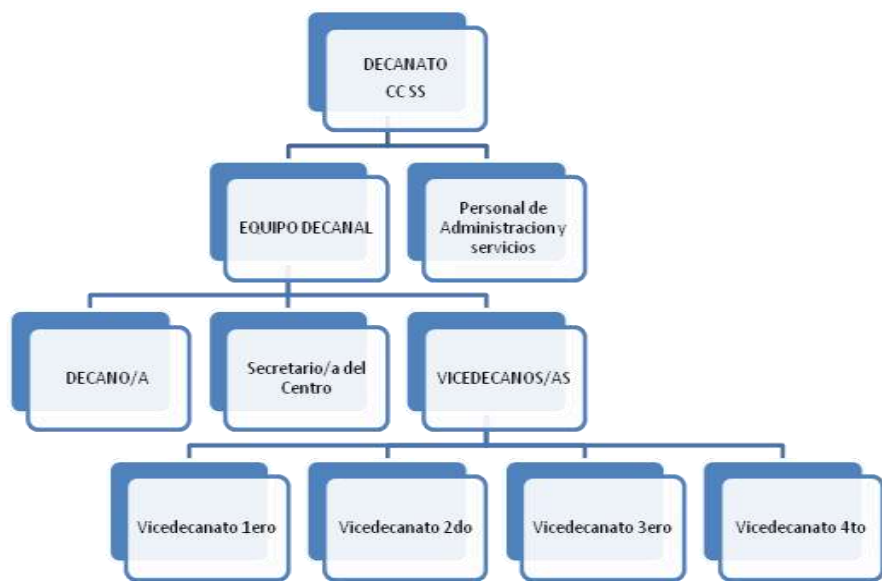 DECANATO
CC SS
EQUIPO DECANAL
Personal de
Administracion y
servicios
DECANO/A
Secretario/a del
Centro
VICEDECANOS/AS
Vicedecanato 1ero
Vicedecanato 2do
Vicedecanato 3ero
Vicedecanato 4to